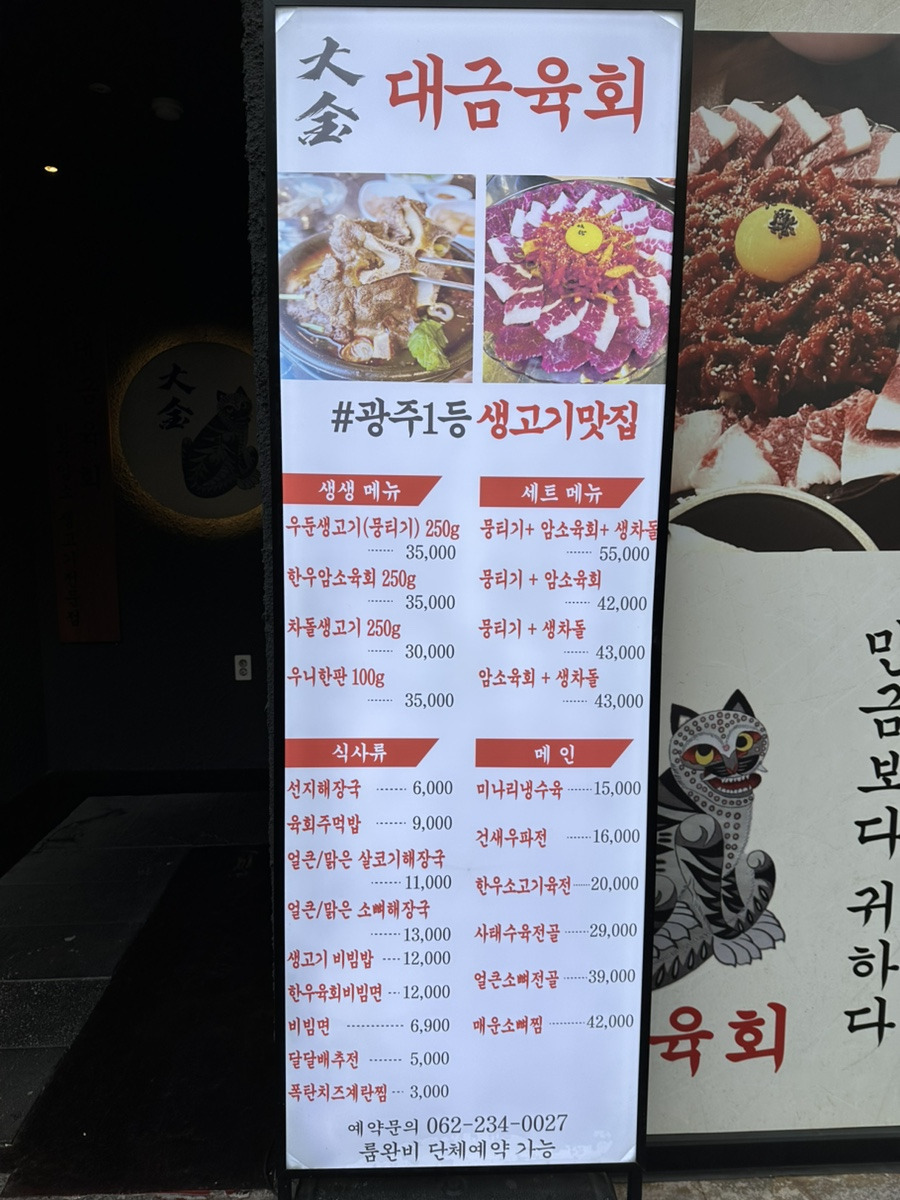 大金
대금육회
#광주1등 생고기맛집
생생 메뉴
우둔생고기(뭉티기) 250g
------ 35,000
한우암소육회 250g
------ 35,000
차돌생고기 250g
------ 30,000
우니한판 100g
------ 35,000
세트 메뉴
뭉티기+ 암소육회+ 생차돌
------ 55,000
뭉티기 + 암소육회
------ 42,000
뭉티기 + 생차돌
------ 43,000
암소육회 + 생차돌
------ 43,000
식사류
선지해장국 ------ 6,000
육회주먹밥 ------ 9,000
얼큰/맑은 살코기해장국
------ 11,000
얼큰/맑은 소뼈해장국
------ 13,000
생고기 비빔밥 ---- 12,000
한우육회비빔면 --- 12,000
비빔면 ----------- 6,900
달달배추전 ------ 5,000
폭탄치즈계란찜 --- 3,000
메인
미나리냉수육 ------ 15,000
건새우파전 ------ 16,000
한우소고기육전 ------ 20,000
사태수육전골 ------ 29,000
얼큰소뼈전골 ------ 39,000
매운소뼈찜 --------- 42,000
예약문의 062-234-0027
룸완비 단체예약 가능
大金
만금보다 귀하다
육회